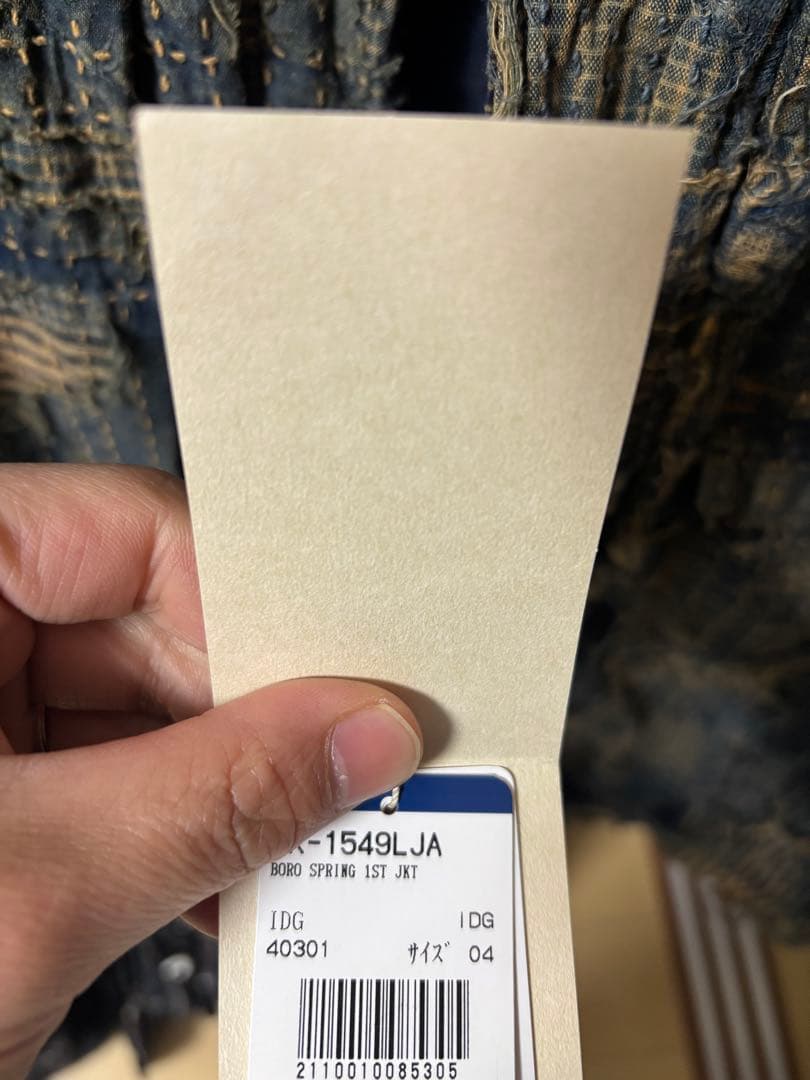 -1549LJA
BORO SPRING 1ST JKT
IDG IDG
40301 サイズ 04
2110010085305